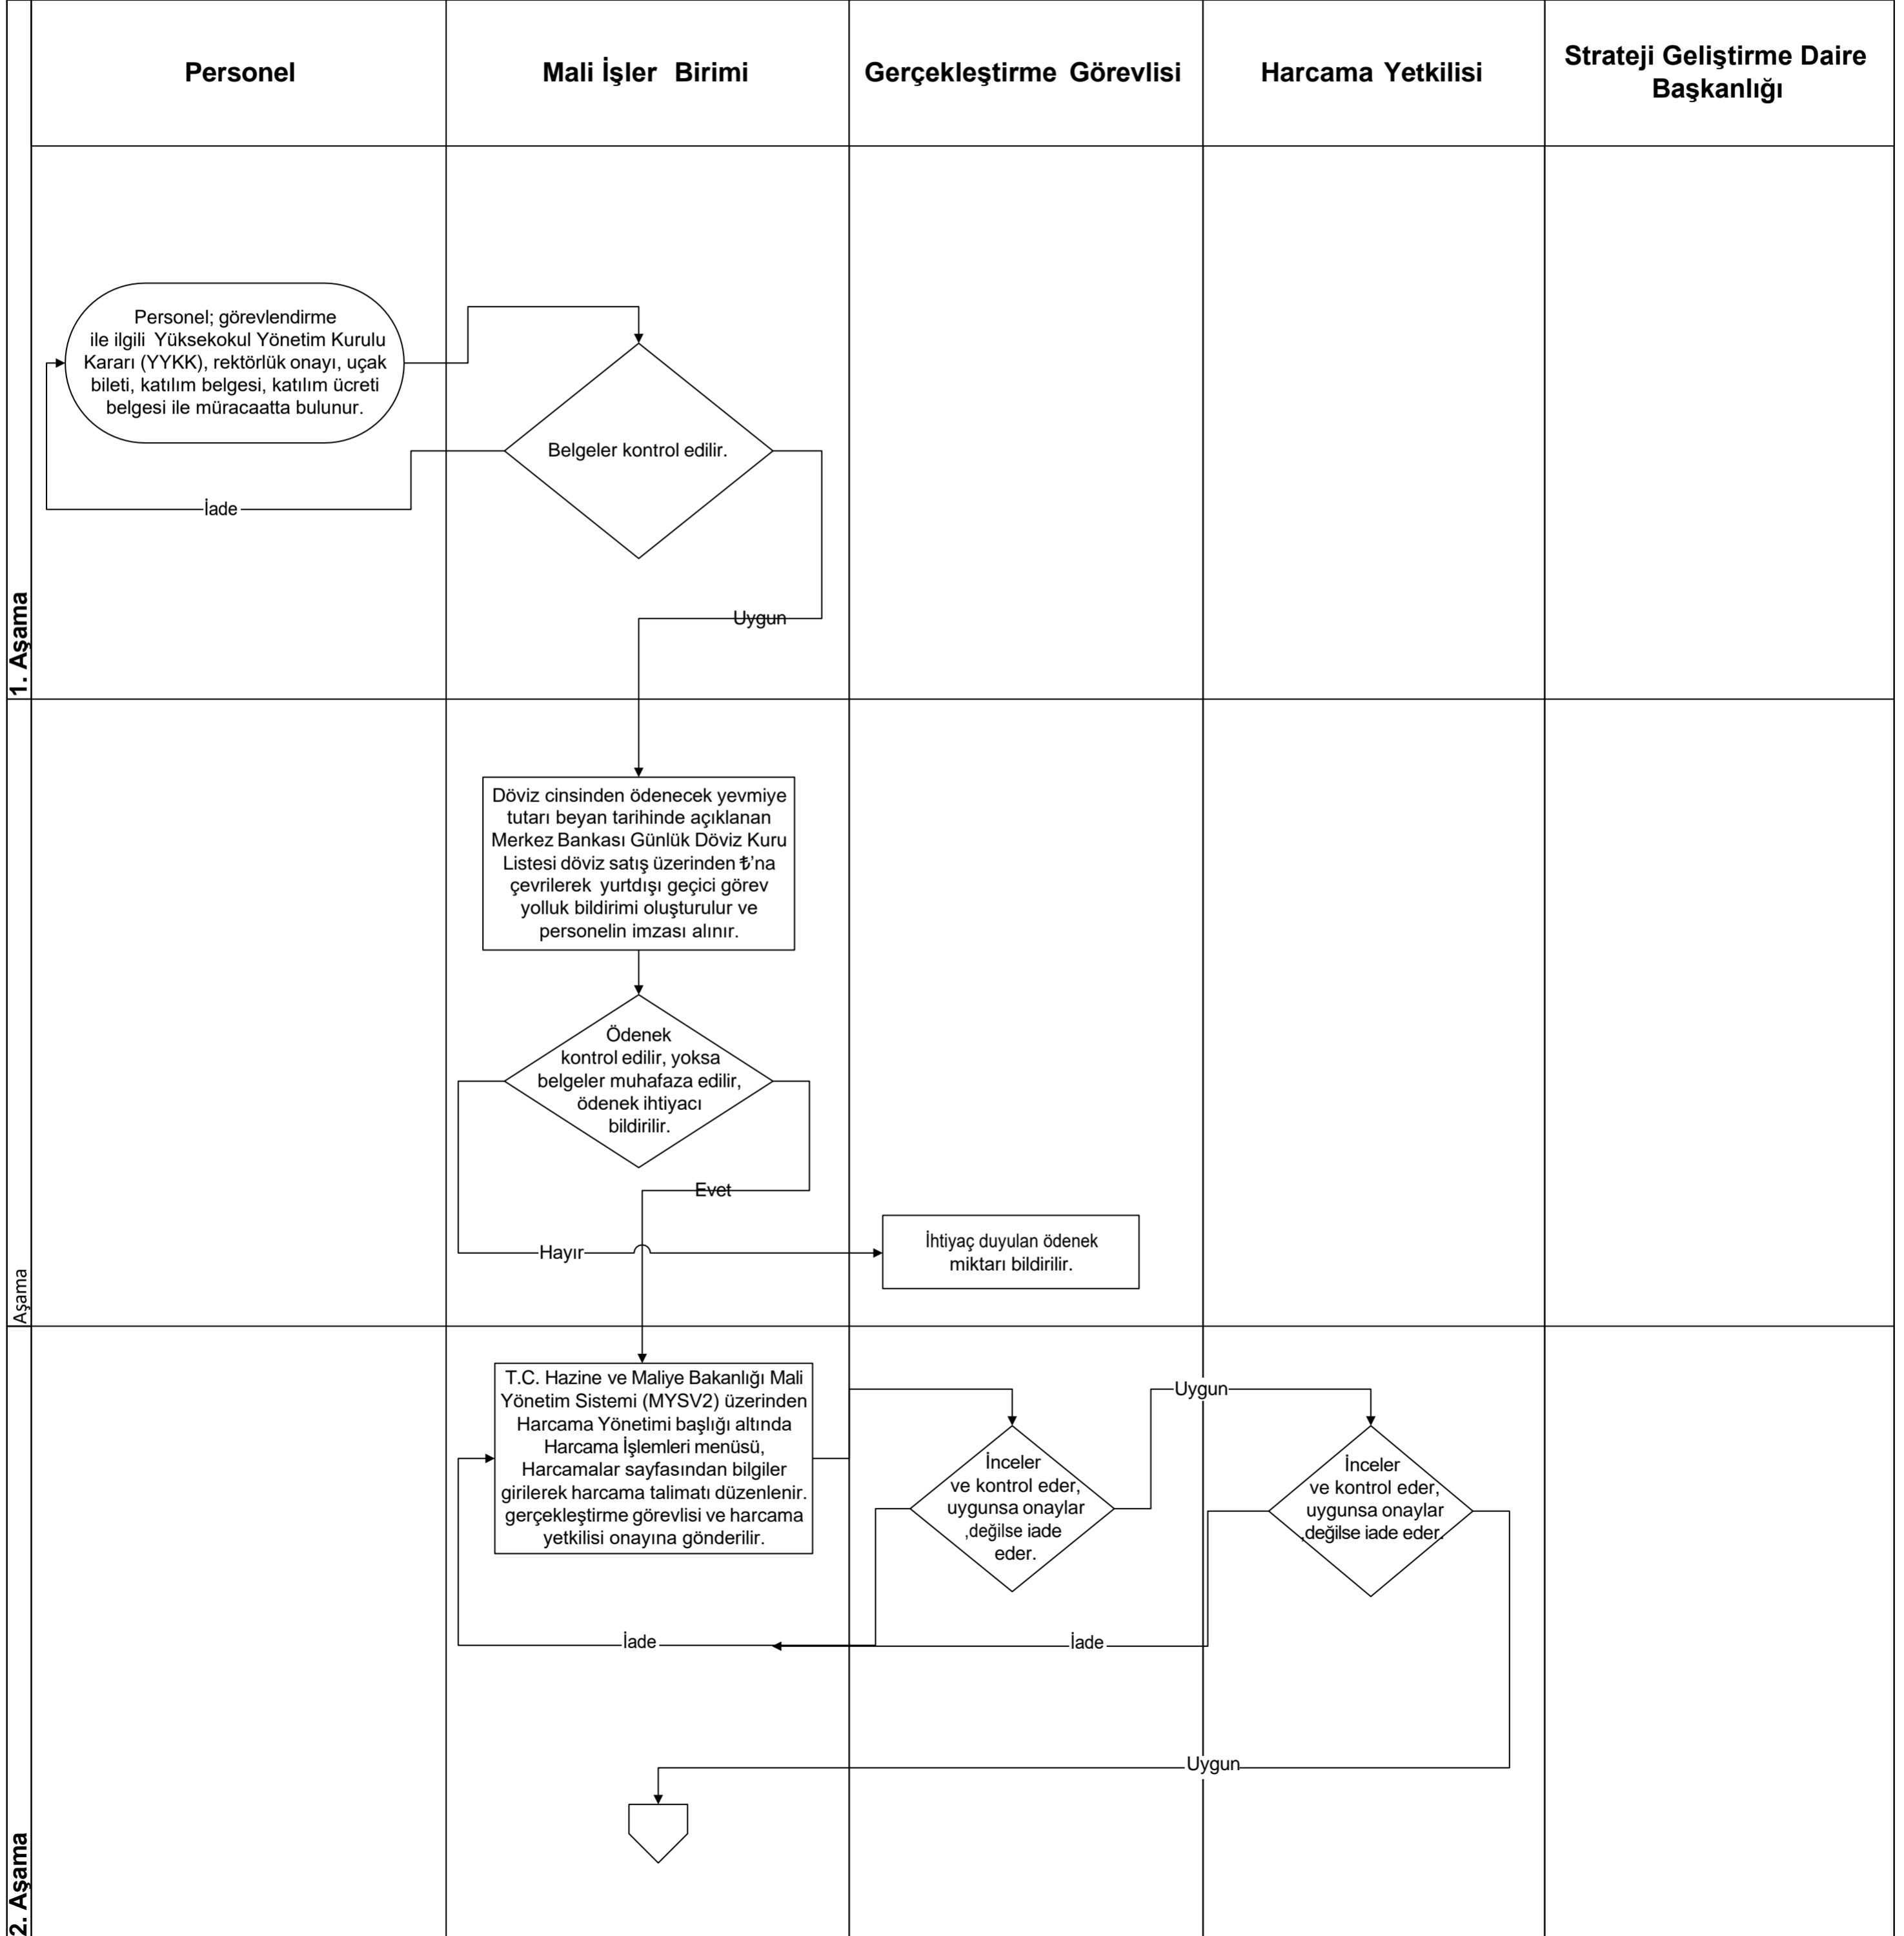 Personel
Mali İşler Birimi
Gerçekleştirme Görevlisi
Harcama Yetkilisi
Strateji Geliştirme Daire
Başkanlığı
Personel; görevlendirme
ile ilgili Yüksekokul Yönetim Kurulu
Kararı (YYKK), rektörlük onayı, uçak
bileti, katılım belgesi, katılım ücreti
belgesi ile müracaatta bulunur.
Belgeler kontrol edilir.
İade
Uygun
1. Aşama
Döviz cinsinden ödenecek yevmiye
tutarı beyan tarihinde açıklanan
Merkez Bankası Günlük Döviz Kuru
Listesi döviz satış üzerinden ₺'na
çevrilerek yurtdışı geçici görev
yolluk bildirimi oluşturulur ve
personelin imzası alınır.
Ödenek
kontrol edilir, yoksa
belgeler muhafaza edilir,
ödenek ihtiyacı
bildirilir.
Evet
Hayır
İhtiyaç duyulan ödenek
miktarı bildirilir.
Aşama
T.C. Hazine ve Maliye Bakanlığı Mali
Yönetim Sistemi (MYSV2) üzerinden
Harcama Yönetimi başlığı altında
Harcama İşlemleri menüsü,
Harcamalar sayfasından bilgiler
girilerek harcama talimatı düzenlenir.
gerçekleştirme görevlisi ve harcama
yetkilisi onayına gönderilir.
İnceler
ve kontrol eder,
uygunsa onaylar
,değilse iade
eder.
Uygun
İnceler
ve kontrol eder,
uygunsa onaylar
,değilse iade eder.
İade
İade
Uygun
2. Aşama